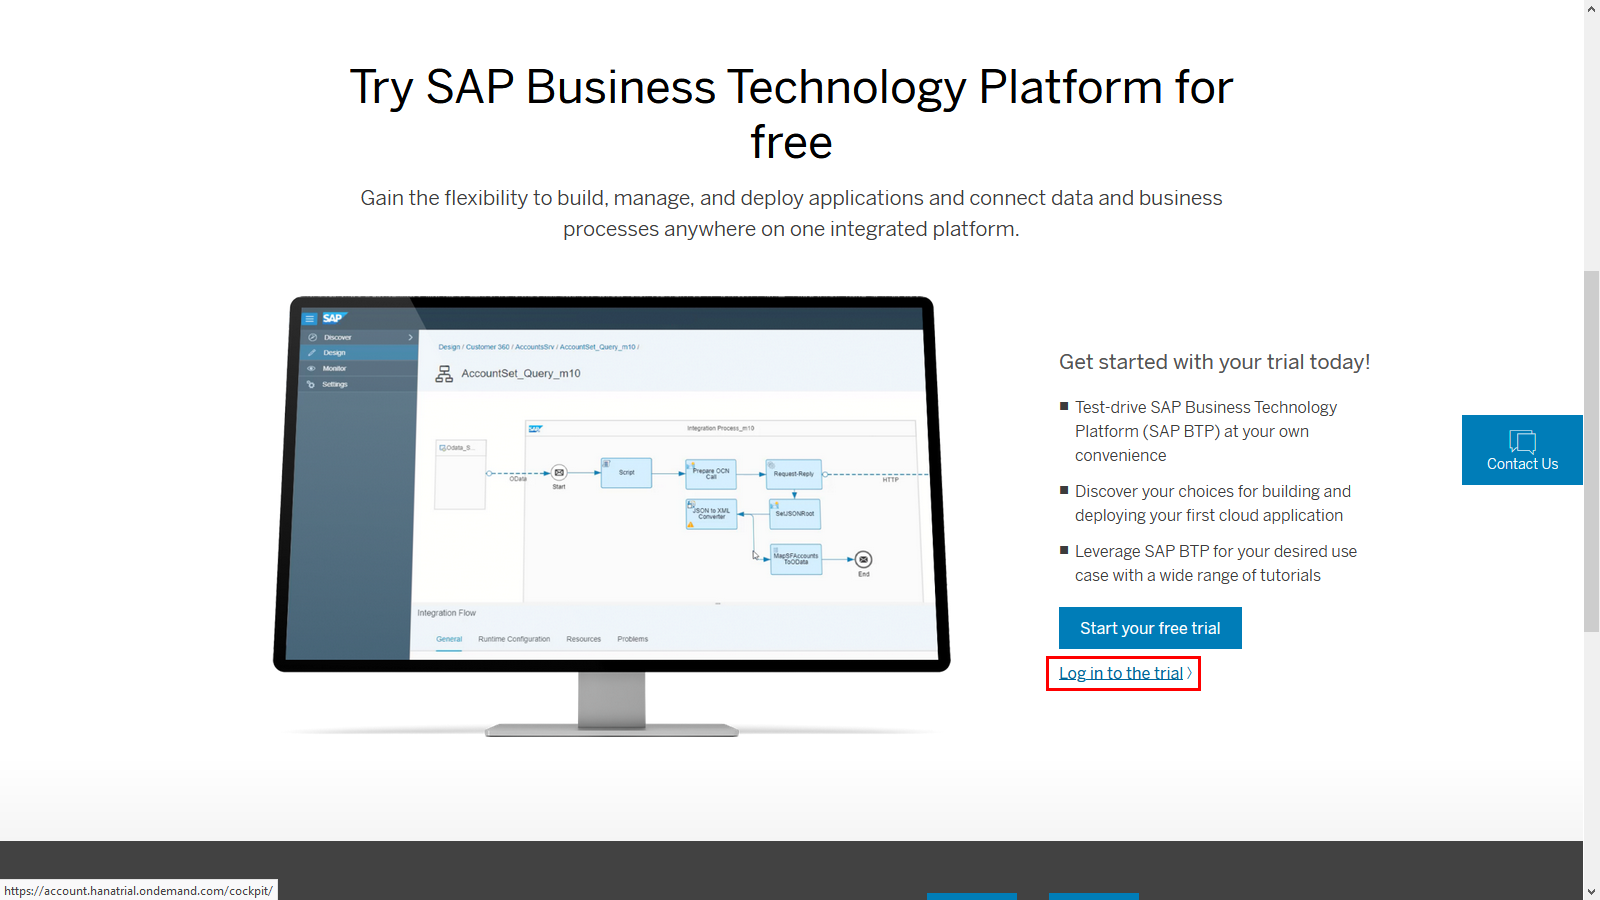 Try SAP Business Technology Platform for
free
Gain the flexibility to build, manage, and deploy applications and connect data and business
processes anywhere on one integrated platform.
SAP
Discover
Design
Monitor
Settings
Design / Customer 360 / AccountsSrv / AccountSet_Query_m10 /
AccountSet_Query_m10
SAP
Integration Process_m10
Odata_S...
OData
Start
Script
Prepare OCN
Call
Request-Reply
HTTP
JSON to XML
Converter
SetJSONRoot
MapSFAccounts
ToOData
End
Integration Flow
General Runtime Configuration Resources Problems
Get started with your trial today!
Test-drive SAP Business Technology
Platform (SAP BTP) at your own
convenience
Discover your choices for building and
deploying your first cloud application
Leverage SAP BTP for your desired use
case with a wide range of tutorials
Start your free trial
Log in to the trial
Contact Us
https://account.hanatrial.ondemand.com/cockpit/